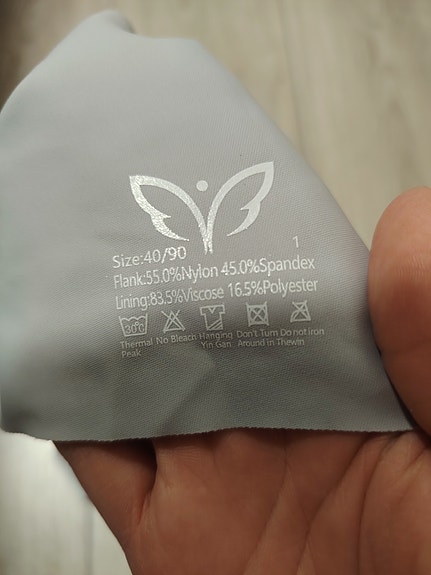 Size:40/90 1
Flank:55.0%Nylon 45.0%Spandex
Lining:83.5%Viscose 16.5%Polyester
30c
Thermal No Bleach Hanging Don't Turn Do not iron
Peak Yin Gan Around in Thewin